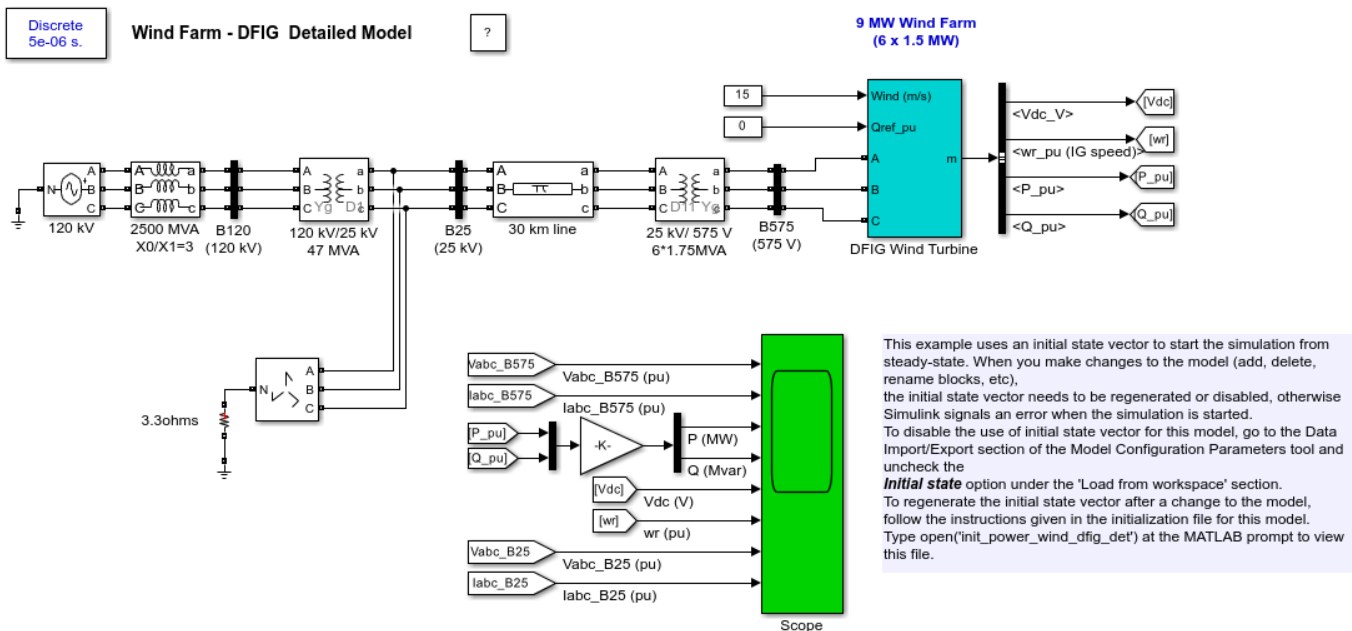 Discrete
5e-06 s.
Wind Farm - DFIG  Detailed Model
?
9 MW Wind Farm
(6 x 1.5 MW)
15
0
Wind (m/s)
Qref_pu
A
B
C
m
DFIG Wind Turbine
<Vdc_V>
<wr_pu (IG speed)>
<P_pu>
<Q_pu>
[Vdc]
[wr]
[P_pu]
[Q_pu]
N
A
B
C
120 kV
A
B
C
a
b
c
2500 MVA
X0/X1=3
B120
(120 kV)
A
B
C
a
b
c
Yg
D1
120 kV/25 kV
47 MVA
B25
(25 kV)
A
B
C
a
b
c
30 km line
A
B
C
a
b
c
D11
Yg
25 kV/ 575 V
6*1.75MVA
B575
(575 V)
N
A
B
C
3.3ohms
Vabc_B575
Vabc_B575 (pu)
Iabc_B575
Iabc_B575 (pu)
[P_pu]
[Q_pu]
-K-
P (MW)
Q (Mvar)
[Vdc]
Vdc (V)
[wr]
wr (pu)
Vabc_B25
Vabc_B25 (pu)
Iabc_B25
Iabc_B25 (pu)
Scope
This example uses an initial state vector to start the simulation from
steady-state. When you make changes to the model (add, delete,
rename blocks, etc),
the initial state vector needs to be regenerated or disabled, otherwise
Simulink signals an error when the simulation is started.
To disable the use of initial state vector for this model, go to the Data
Import/Export section of the Model Configuration Parameters tool and
uncheck the
Initial state option under the 'Load from workspace' section.
To regenerate the initial state vector after a change to the model,
follow the instructions given in the initialization file for this model.
Type open('init_power_wind_dfig_det') at the MATLAB prompt to view
this file.